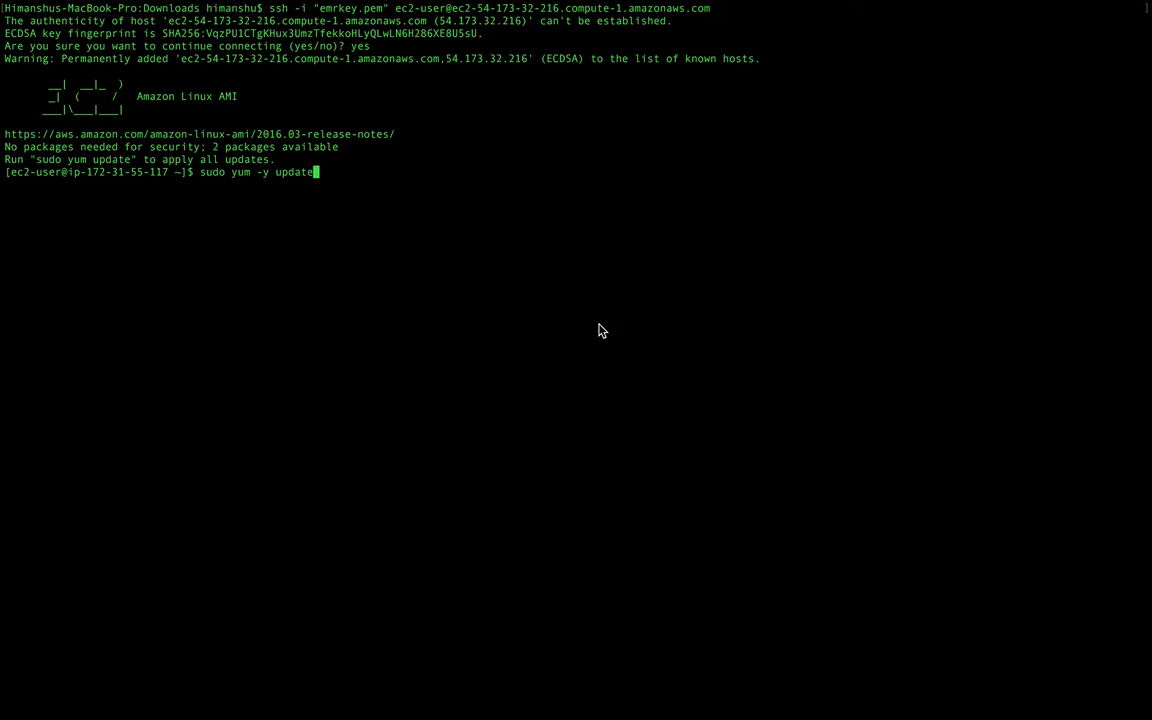 [Himanshus-MacBook-Pro:Downloads himanshu$ ssh -i "emrkey.pem" ec2-user@ec2-54-173-32-216.compute-1.amazonaws.com ]
The authenticity of host 'ec2-54-173-32-216.compute-1.amazonaws.com (54.173.32.216)' can't be established.
ECDSA key fingerprint is SHA256:VqzPU1CTgKHux3UmzTfekkoHLyQLwLN6H286XE8U5sU.
Are you sure you want to continue connecting (yes/no)? yes
Warning: Permanently added 'ec2-54-173-32-216.compute-1.amazonaws.com,54.173.32.216' (ECDSA) to the list of known hosts.
__|  __|_  )
_|  (     /   Amazon Linux AMI
___|\___|___|
https://aws.amazon.com/amazon-linux-ami/2016.03-release-notes/
No packages needed for security; 2 packages available
Run "sudo yum update" to apply all updates.
[ec2-user@ip-172-31-55-117 ~]$ sudo yum -y update